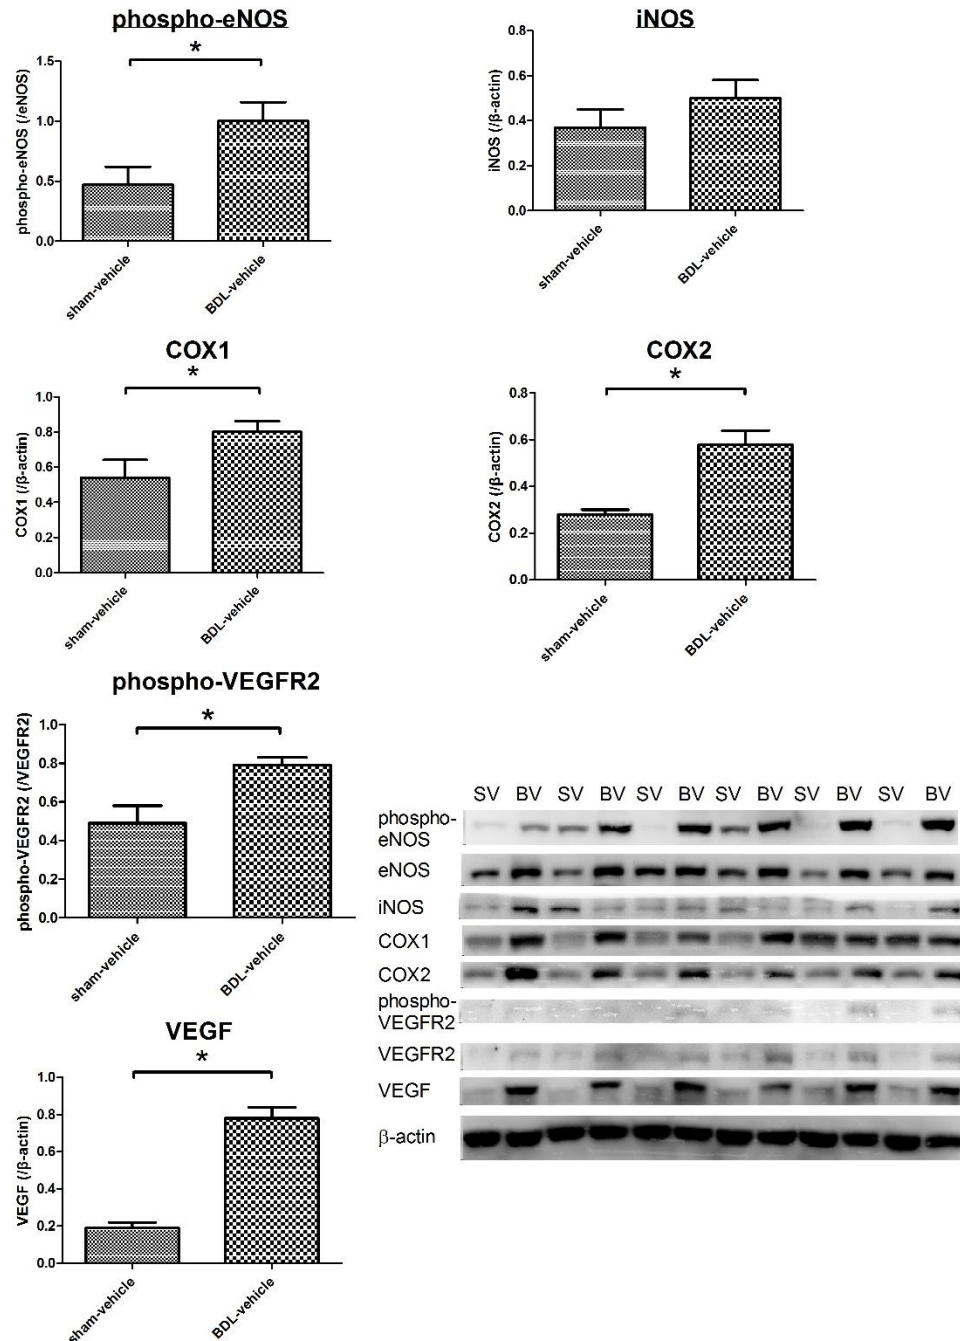 phospho-eNOS
*
phospho-eNOS (/eNOS)
1.5
1.0
0.5
0.0
sham-vehicle
BDL-vehicle
iNOS
iNOS (/β-actin)
0.8
0.6
0.4
0.2
0.0
sham-vehicle
BDL-vehicle
COX1
*
COX1 (/β-actin)
1.0
0.8
0.6
0.4
0.2
0.0
sham-vehicle
BDL-vehicle
COX2
*
COX2 (/β-actin)
0.8
0.6
0.4
0.2
0.0
sham-vehicle
BDL-vehicle
phospho-VEGFR2
*
phospho-VEGFR2 (/VEGFR2)
1.0
0.8
0.6
0.4
0.2
0.0
sham-vehicle
BDL-vehicle
VEGF
*
VEGF (/β-actin)
1.0
0.8
0.6
0.4
0.2
0.0
sham-vehicle
BDL-vehicle
SV BV SV BV SV BV SV BV SV BV SV BV
phospho-
eNOS
eNOS
iNOS
COX1
COX2
phospho-
VEGFR2
VEGFR2
VEGF
β-actin